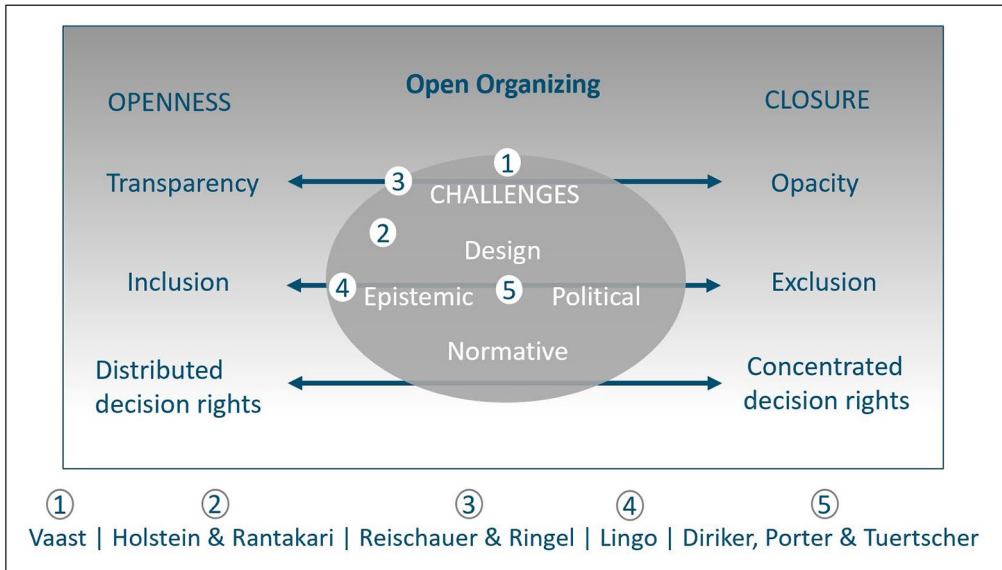 Open Organizing
OPENNESS
CLOSURE
1
Transparency
3
Opacity
CHALLENGES
2
Design
Inclusion
4
5
Exclusion
Epistemic
Political
Normative
Distributed
decision rights
Concentrated
decision rights
1 2 3 4 5
Vaast | Holstein & Rantakari | Reischauer & Ringel | Lingo | Diriker, Porter & Tuertscher